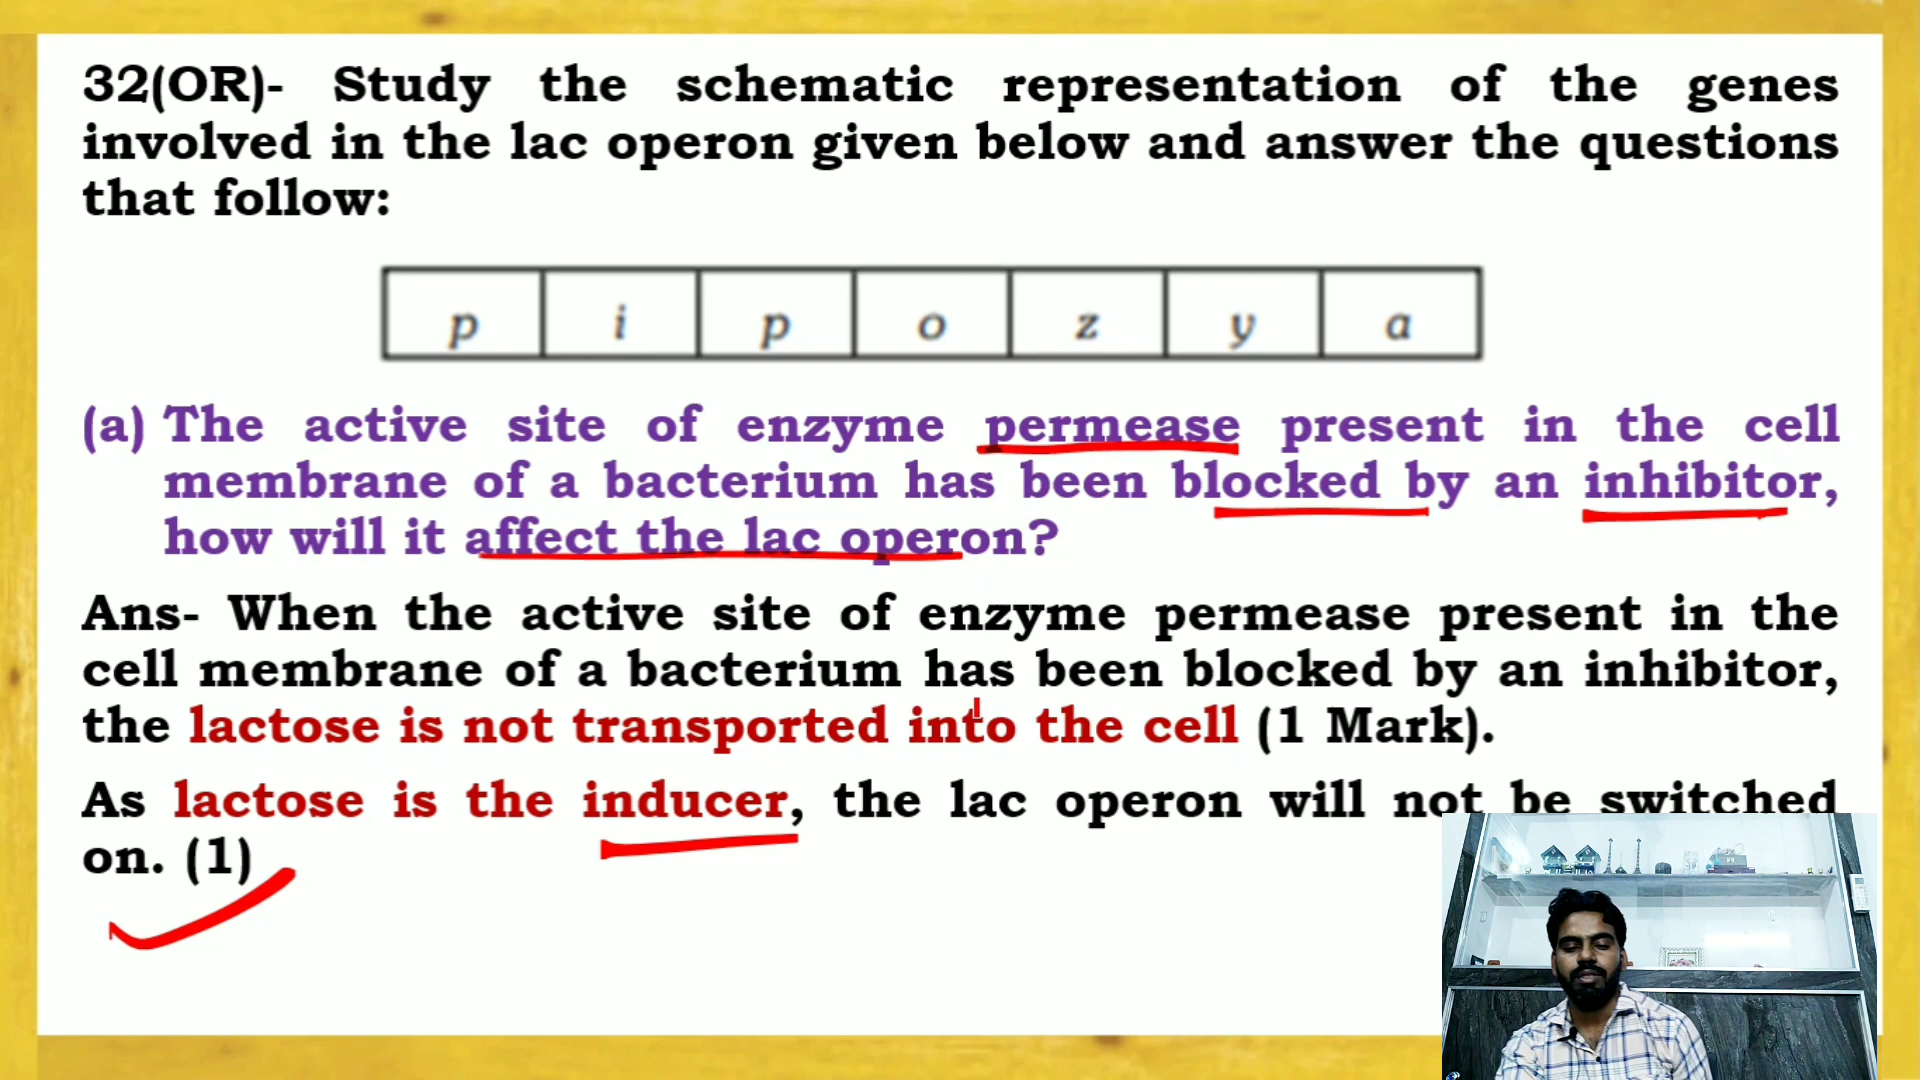 32(OR)- Study the schematic representation of the genes
involved in the lac operon given below and answer the questions
that follow:
p i p o z y a
(a) The active site of enzyme permease present in the cell
membrane of a bacterium has been blocked by an inhibitor,
how will it affect the lac operon?
Ans- When the active site of enzyme permease present in the
cell membrane of a bacterium has been blocked by an inhibitor,
the lactose is not transported into the cell (1 Mark).
As lactose is the inducer, the lac operon will not be switched
on. (1)